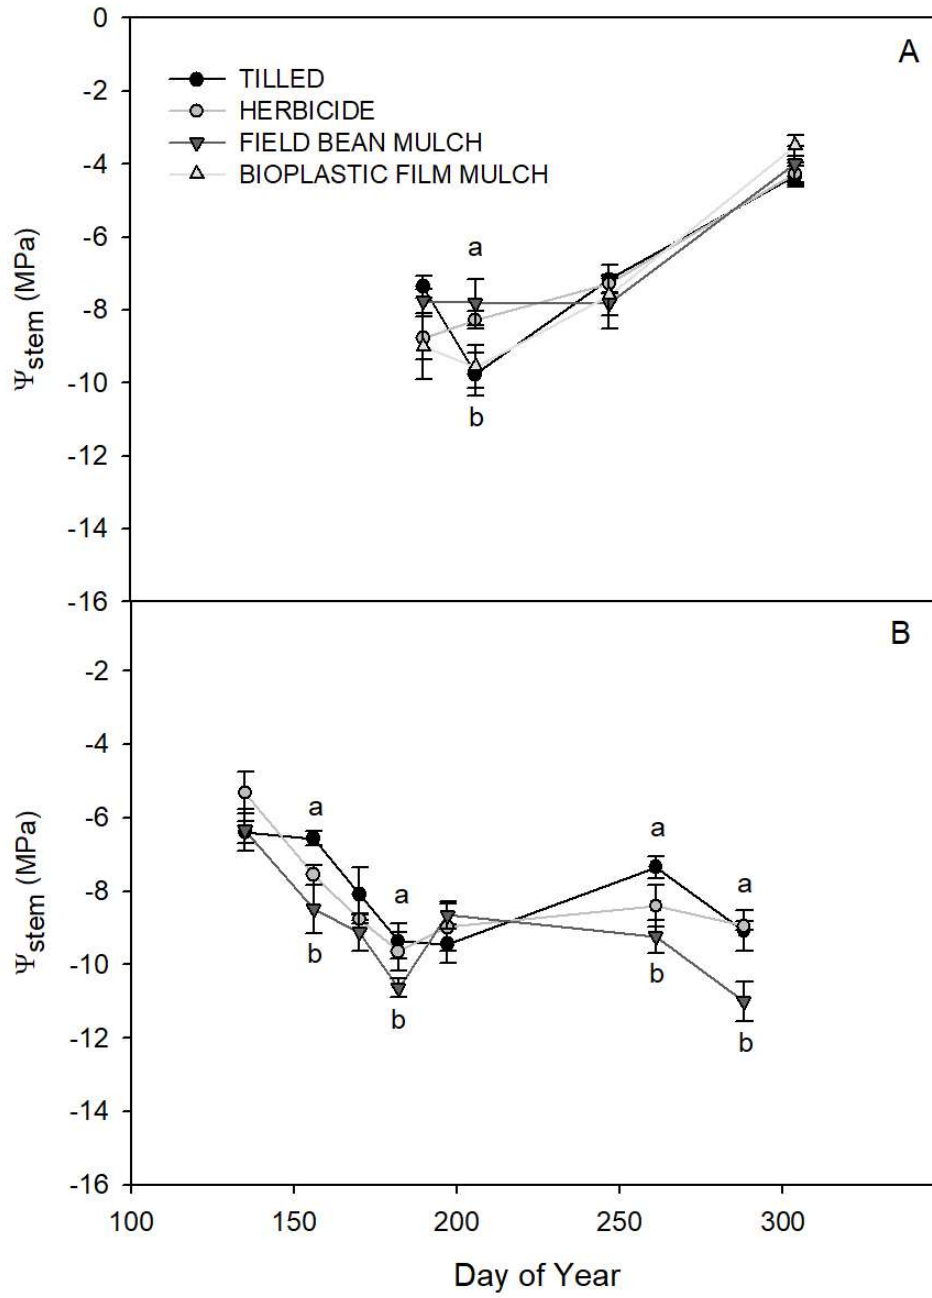 0
A
-2
TILLED
HERBICIDE
FIELD BEAN MULCH
BIOPLASTIC FILM MULCH
-4
-6
a
Ψstem (MPa)
-8
-10
b
-12
-14
-16
B
-2
-4
-6
a
a
Ψstem (MPa)
-8
a
a
b
b
-10
b
b
-12
-14
-16
100
150
200
250
300
Day of Year